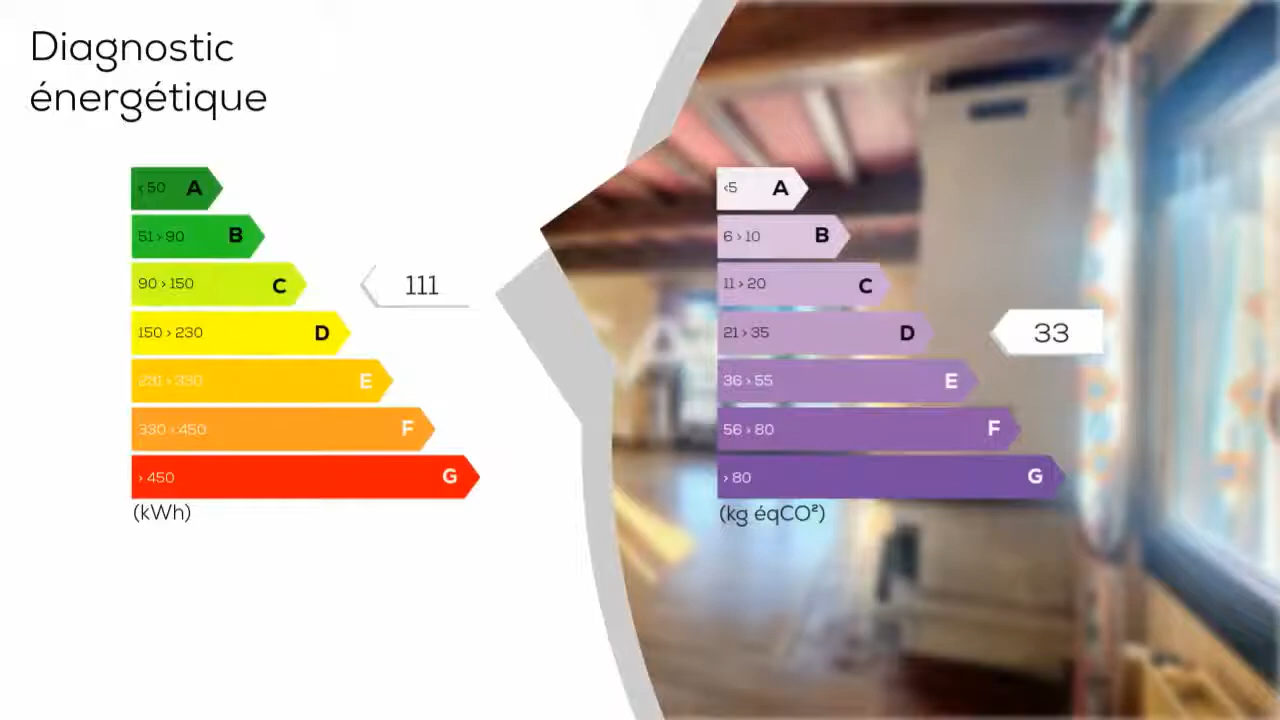 Diagnostic
énergétique
< 50 A
51 > 90 B
90 > 150 C
111
150 > 230 D
231 > 330 E
330 > 450 F
> 450 G
(kWh)
<5 A
6 > 10 B
11 > 20 C
21 > 35 D
33
36 > 55 E
56 > 80 F
> 80 G
(kg éqCO²)